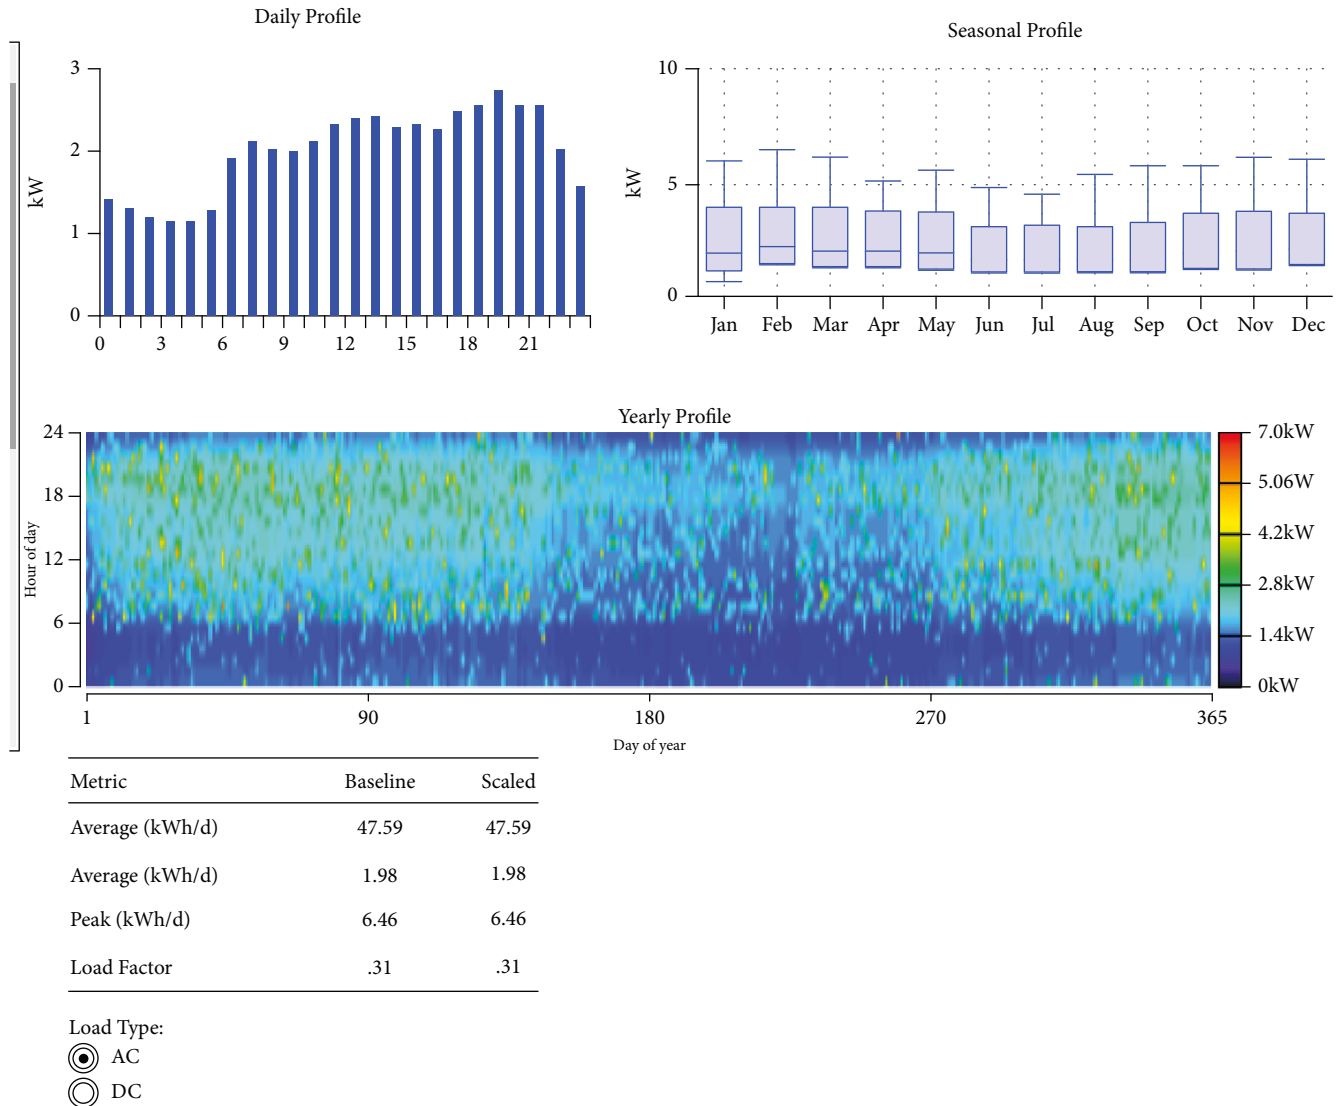 Daily Profile
3
2
1
0
kW
0 3 6 9 12 15 18 21
Seasonal Profile
10
5
0
kW
Jan Feb Mar Apr May Jun Jul Aug Sep Oct Nov Dec
Yearly Profile
24
18
12
6
0
Hour of day
1 90 180 270 365
Day of year
7.0kW
5.06W
4.2kW
2.8kW
1.4kW
0kW
Metric Baseline Scaled
Average (kWh/d) 47.59 47.59
Average (kWh/d) 1.98 1.98
Peak (kWh/d) 6.46 6.46
Load Factor .31 .31
Load Type:
AC
DC